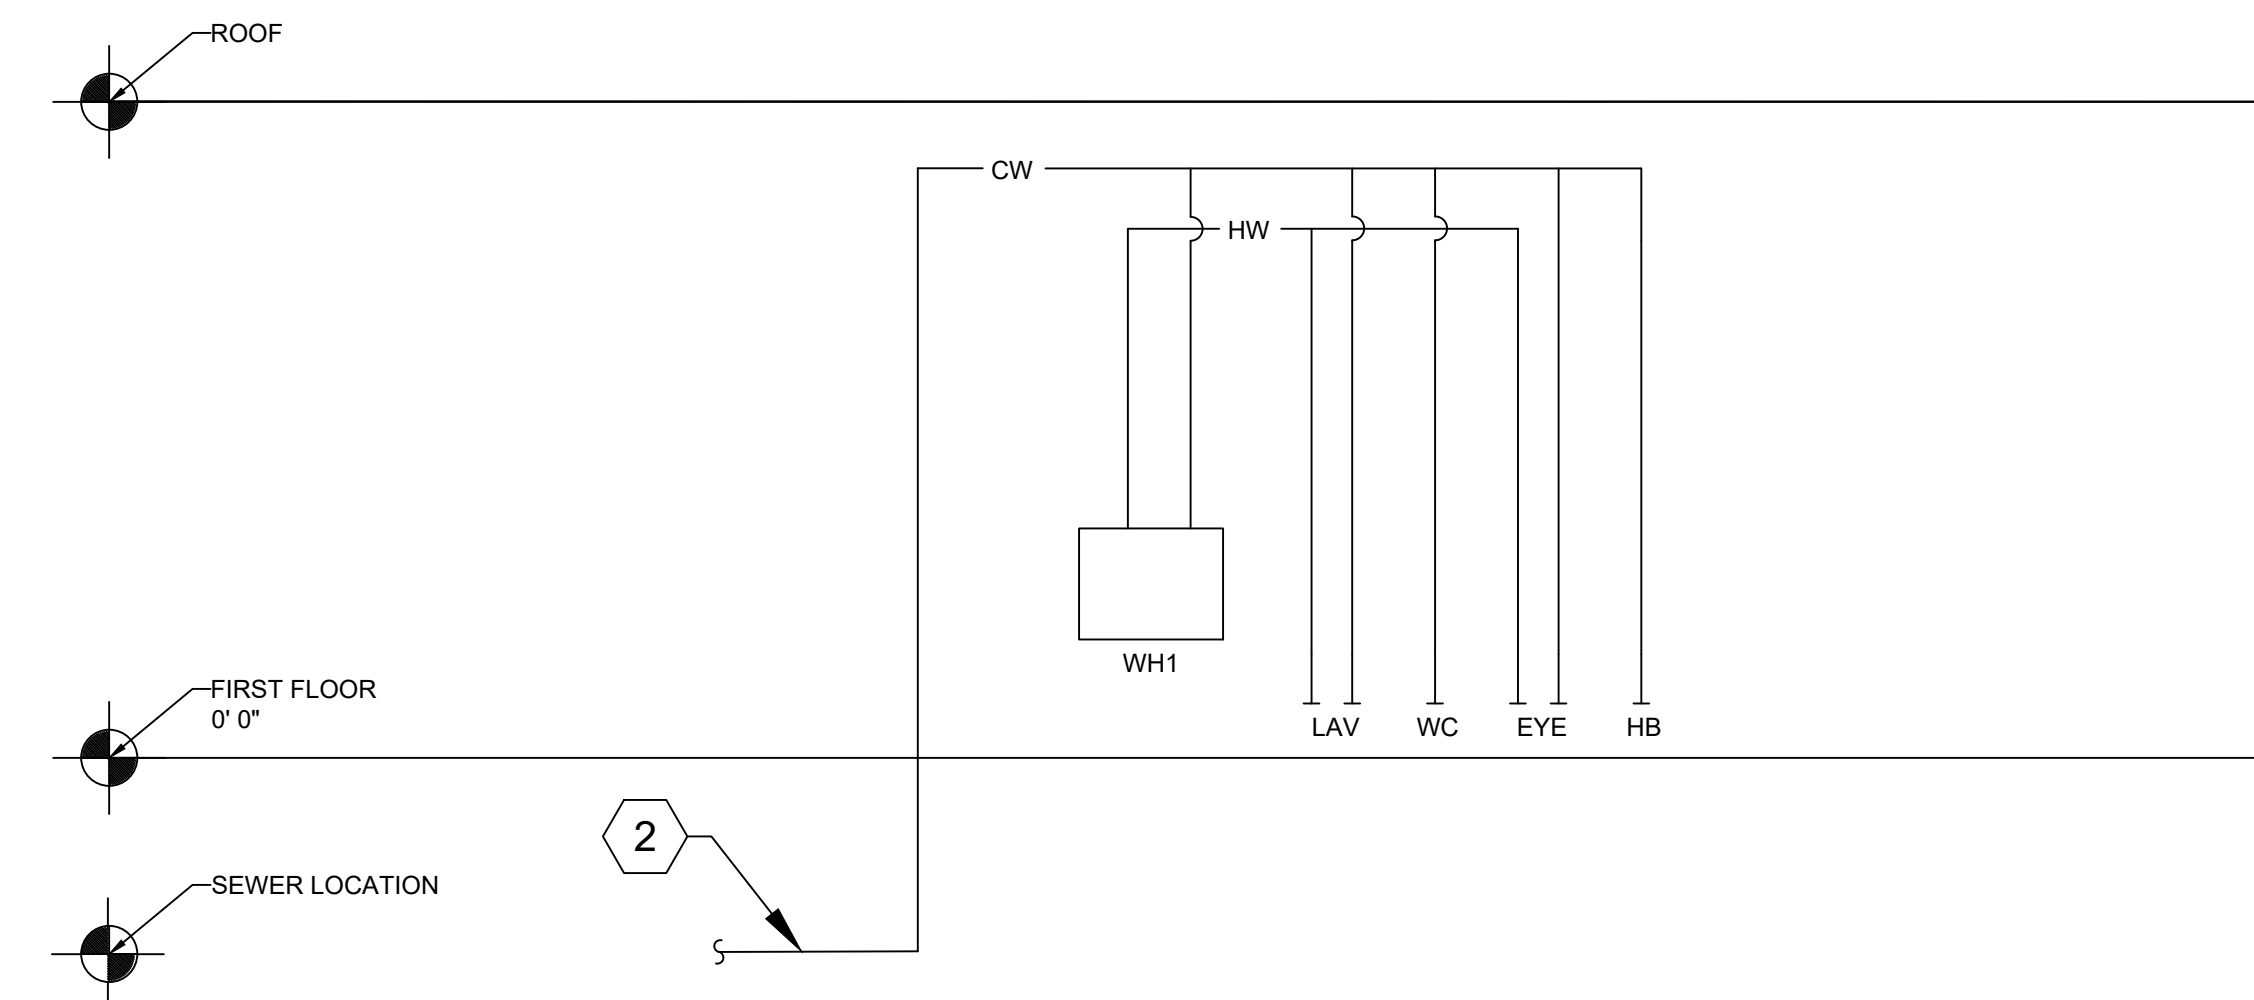 ROOF
CW
HW
WH1
FIRST FLOOR
0' 0"
LAV WC EYE HB
2
SEWER LOCATION